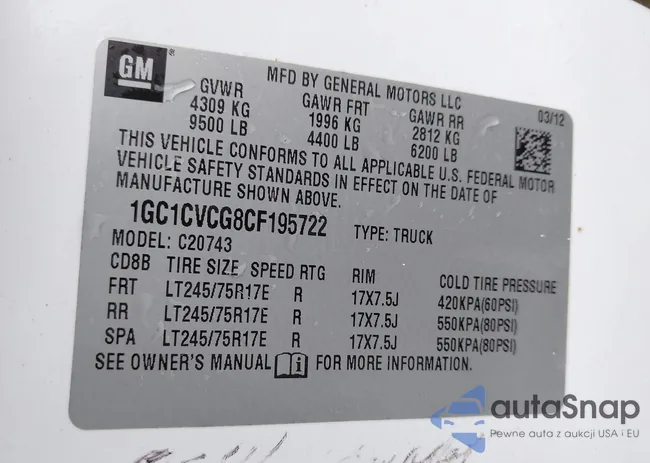 GM
MFD BY GENERAL MOTORS LLC
03/12
GVWR GAWR FRT GAWR RR
4309 KG 1996 KG 2812 KG
9500 LB 4400 LB 6200 LB
THIS VEHICLE CONFORMS TO ALL APPLICABLE U.S. FEDERAL MOTOR
VEHICLE SAFETY STANDARDS IN EFFECT ON THE DATE OF
MANUFACTURE SHOWN ABOVE.
1GC1CVCG8CF195722 TYPE: TRUCK
MODEL: C20743
CD8B TIRE SIZE SPEED RTG RIM COLD TIRE PRESSURE
FRT LT245/75R17E R 17X7.5J 420KPA(60PSI)
RR LT245/75R17E R 17X7.5J 550KPA(80PSI)
SPA LT245/75R17E R 17X7.5J 550KPA(80PSI)
SEE OWNER'S MANUAL FOR MORE INFORMATION.
autaSnap
Pewne auto z aukcji USA i EU